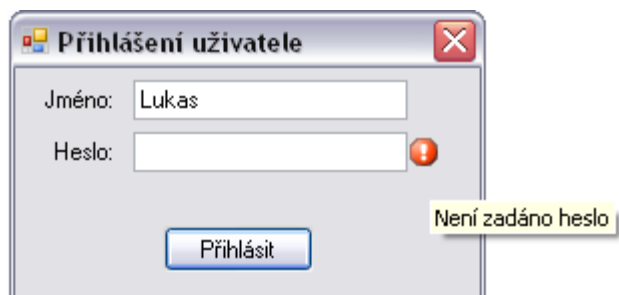 Přihlášení uživatele
Jméno: Lukas
Heslo:
Není zadáno heslo
Přihlásit